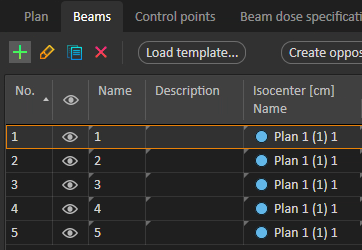 Plan Beams Control points Beam dose specificati
Load template... Create oppos
No. Name Description Isocenter [cm]
Name
1 1 Plan 1 (1) 1
2 2 Plan 1 (1) 1
3 3 Plan 1 (1) 1
4 4 Plan 1 (1) 1
5 5 Plan 1 (1) 1